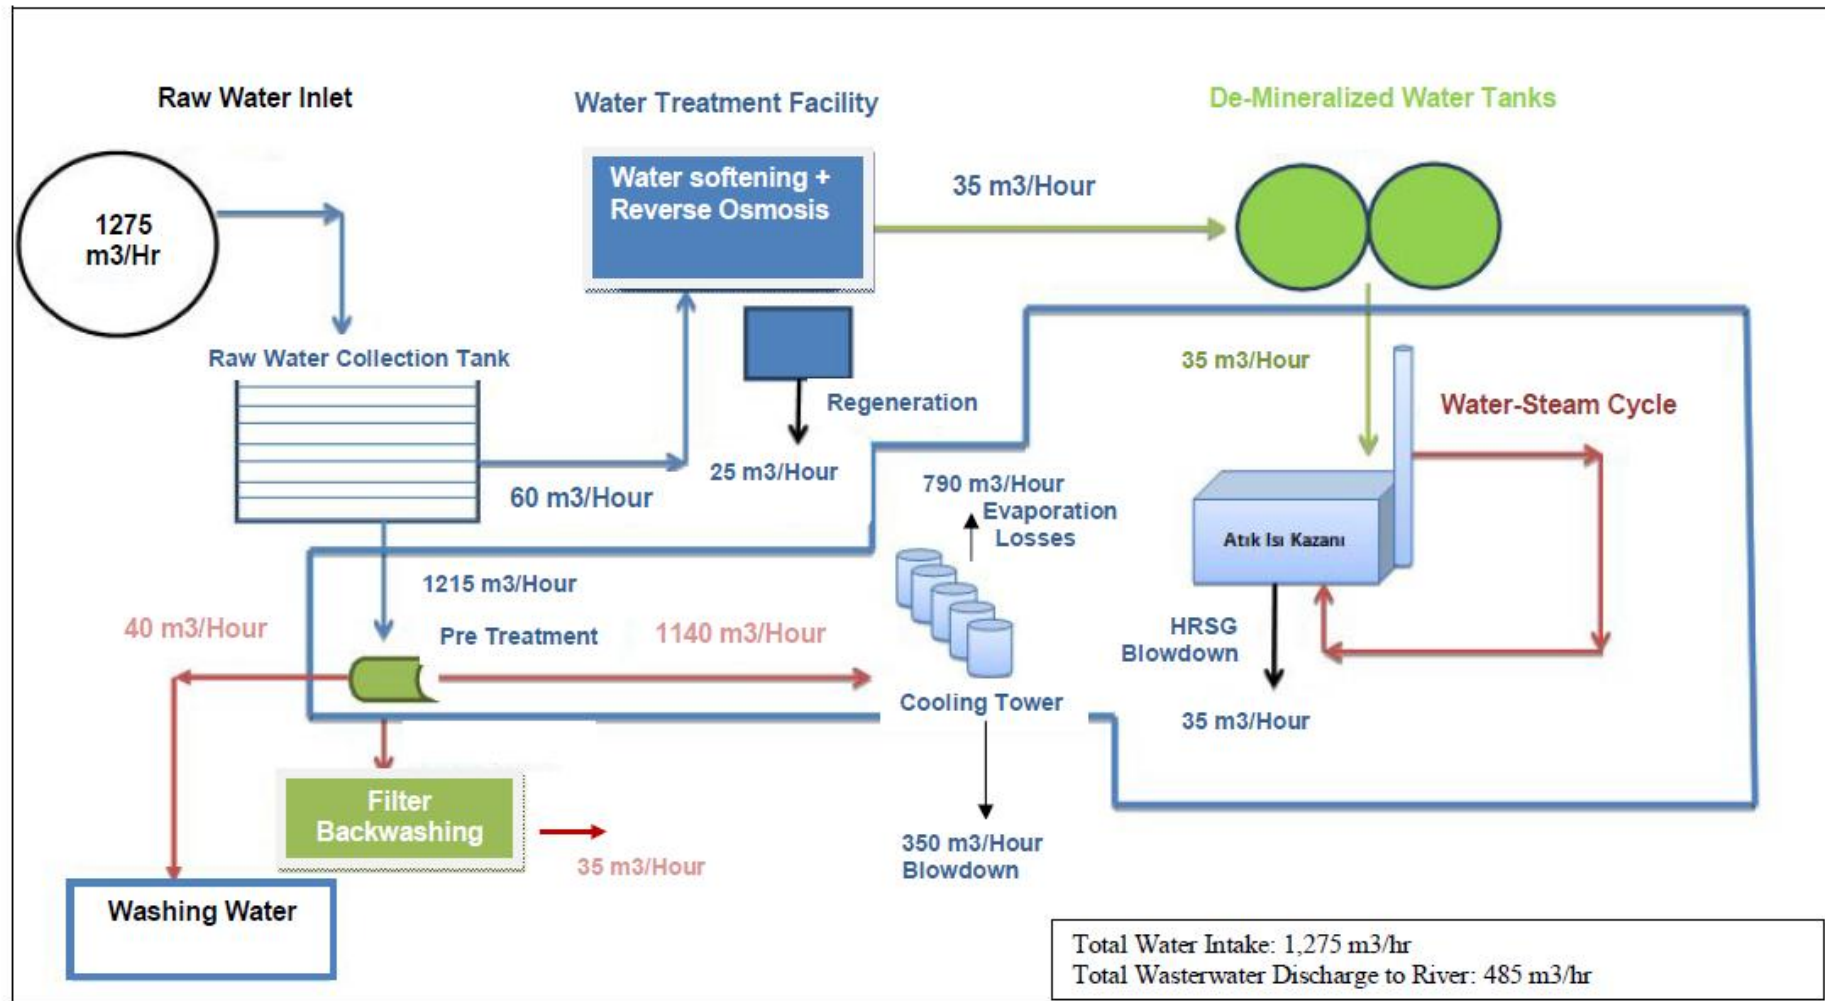 Raw Water Inlet
Water Treatment Facility
De-Mineralized Water Tanks
1275
m3/Hr
Water softening +
Reverse Osmosis
35 m3/Hour
Raw Water Collection Tank
35 m3/Hour
Regeneration
Water-Steam Cycle
25 m3/Hour
60 m3/Hour
790 m3/Hour
Evaporation
Losses
Atık Isı Kazanı
1215 m3/Hour
40 m3/Hour
Pre Treatment
1140 m3/Hour
HRSG
Blowdown
Cooling Tower
35 m3/Hour
Filter
Backwashing
35 m3/Hour
350 m3/Hour
Blowdown
Washing Water
Total Water Intake: 1,275 m3/hr
Total Wasterwater Discharge to River: 485 m3/hr